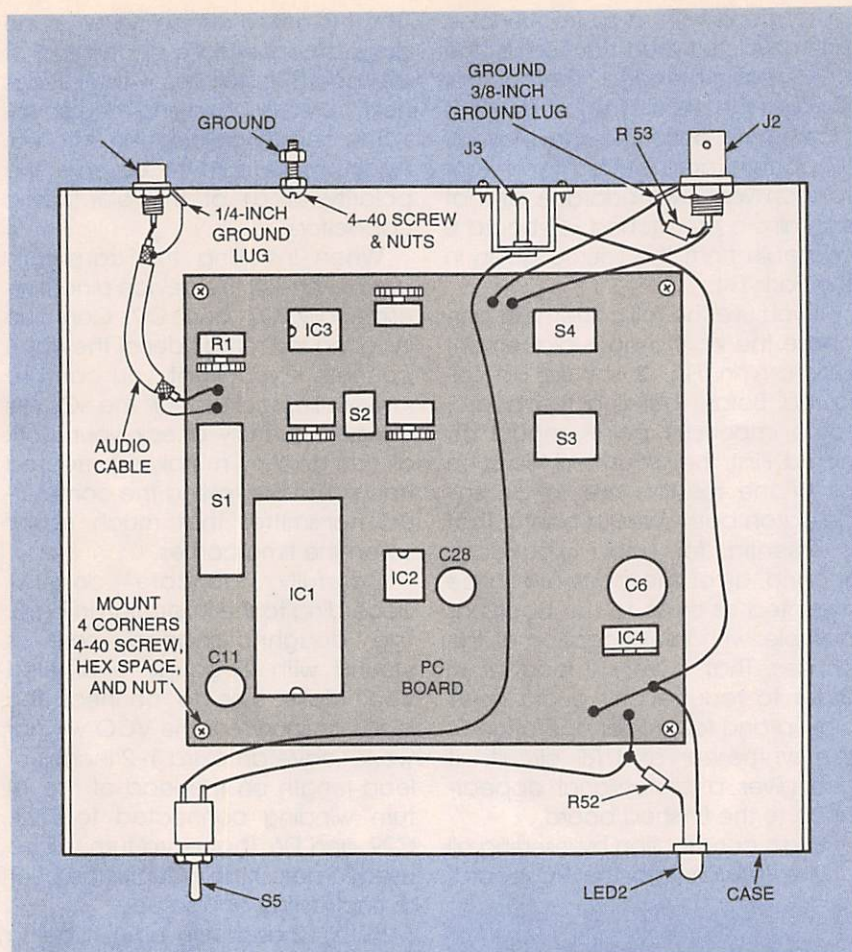 GROUND
GROUND
3/8-INCH
GROUND LUG
J2
R 53
J3
1/4-INCH
GROUND
LUG
4-40 SCREW
& NUTS
R1
IC3
S4
S2
S3
AUDIO
CABLE
S1
IC1
IC2
C28
C6
IC4
MOUNT
4 CORNERS
4-40 SCREW,
HEX SPACE,
AND NUT
C11
PC
BOARD
R52
S5
LED2
CASE